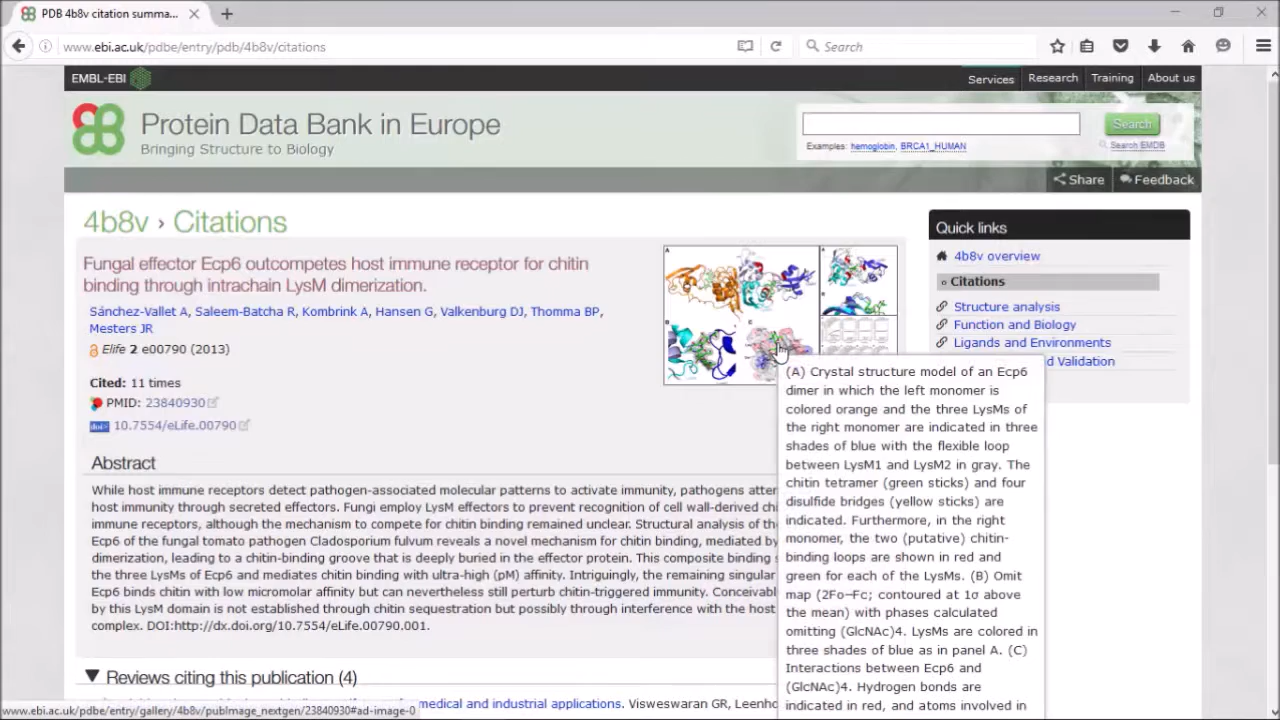 PDB 4b8v citation summa...
www.ebi.ac.uk/pdbe/entry/pdb/4b8v/citations
Search
EMBL-EBI
Services
Research
Training
About us
Protein Data Bank in Europe
Bringing Structure to Biology
Search
Examples: hemoglobin, BRCA1_HUMAN
Search EMDB
Share
Feedback
4b8v › Citations
Fungal effector Ecp6 outcompetes host immune receptor for chitin
binding through intrachain LysM dimerization.
Sánchez-Vallet A, Saleem-Batcha R, Kombrink A, Hansen G, Valkenburg DJ, Thomma BP,
Mesters JR
Elife 2 e00790 (2013)
Cited: 11 times
PMID: 23840930
doi> 10.7554/eLife.00790
Quick links
4b8v overview
Citations
Structure analysis
Function and Biology
Ligands and Environments
d Validation
Abstract
While host immune receptors detect pathogen-associated molecular patterns to activate immunity, pathogens atter
host immunity through secreted effectors. Fungi employ LysM effectors to prevent recognition of cell wall-derived chi
immune receptors, although the mechanism to compete for chitin binding remained unclear. Structural analysis of the
Ecp6 of the fungal tomato pathogen Cladosporium fulvum reveals a novel mechanism for chitin binding, mediated by
dimerization, leading to a chitin-binding groove that is deeply buried in the effector protein. This composite binding s
the three LysMs of Ecp6 and mediates chitin binding with ultra-high (pM) affinity. Intriguingly, the remaining singular
Ecp6 binds chitin with low micromolar affinity but can nevertheless still perturb chitin-triggered immunity. Conceivab
by this LysM domain is not established through chitin sequestration but possibly through interference with the host
complex. DOI:http://dx.doi.org/10.7554/eLife.00790.001.
(A) Crystal structure model of an Ecp6
dimer in which the left monomer is
colored orange and the three LysMs of
the right monomer are indicated in three
shades of blue with the flexible loop
between LysM1 and LysM2 in gray. The
chitin tetramer (green sticks) and four
disulfide bridges (yellow sticks) are
indicated. Furthermore, in the right
monomer, the two (putative) chitin-
binding loops are shown in red and
green for each of the LysMs. (B) Omit
map (2Fo−Fc; contoured at 1σ above
the mean) with phases calculated
omitting (GlcNAc)4. LysMs are colored in
three shades of blue as in panel A. (C)
Interactions between Ecp6 and
(GlcNAc)4. Hydrogen bonds are
indicated in red, and atoms involved in
Reviews citing this publication (4)
medical and industrial applications. Visweswaran GR, Leenho
www.ebi.ac.uk/pdbe/entry/gallery/4b8v/pubImage_nextgen/23840930#ad-image-0